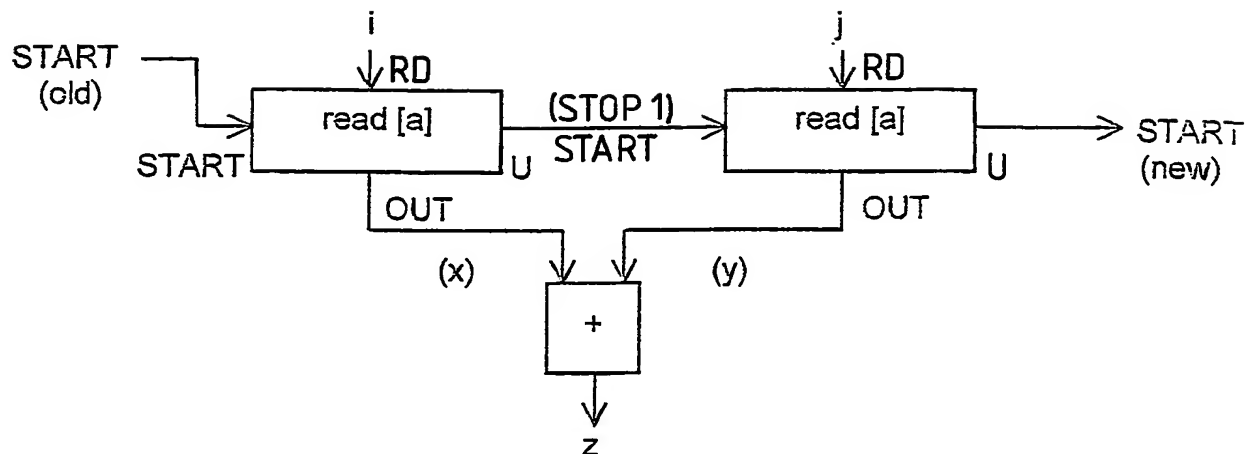 i
j
START
(old)
RD
RD
read [a]
(STOP 1)
read [a]
START
START
START
(new)
U
U
OUT
OUT
(x)
(y)
+
z